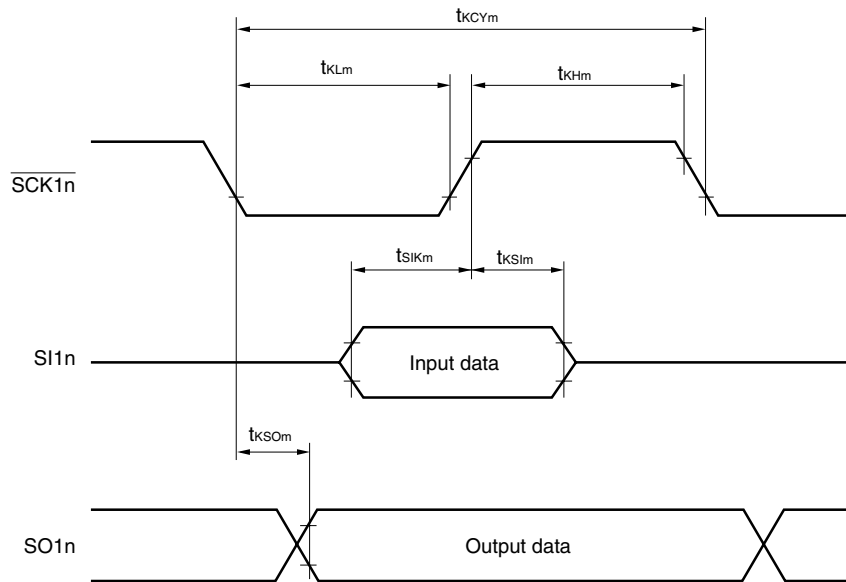 tKCYm
tKLm
tKHm
SCK1n
tSIKm
tKSIm
SI1n
Input data
tKSOm
SO1n
Output data